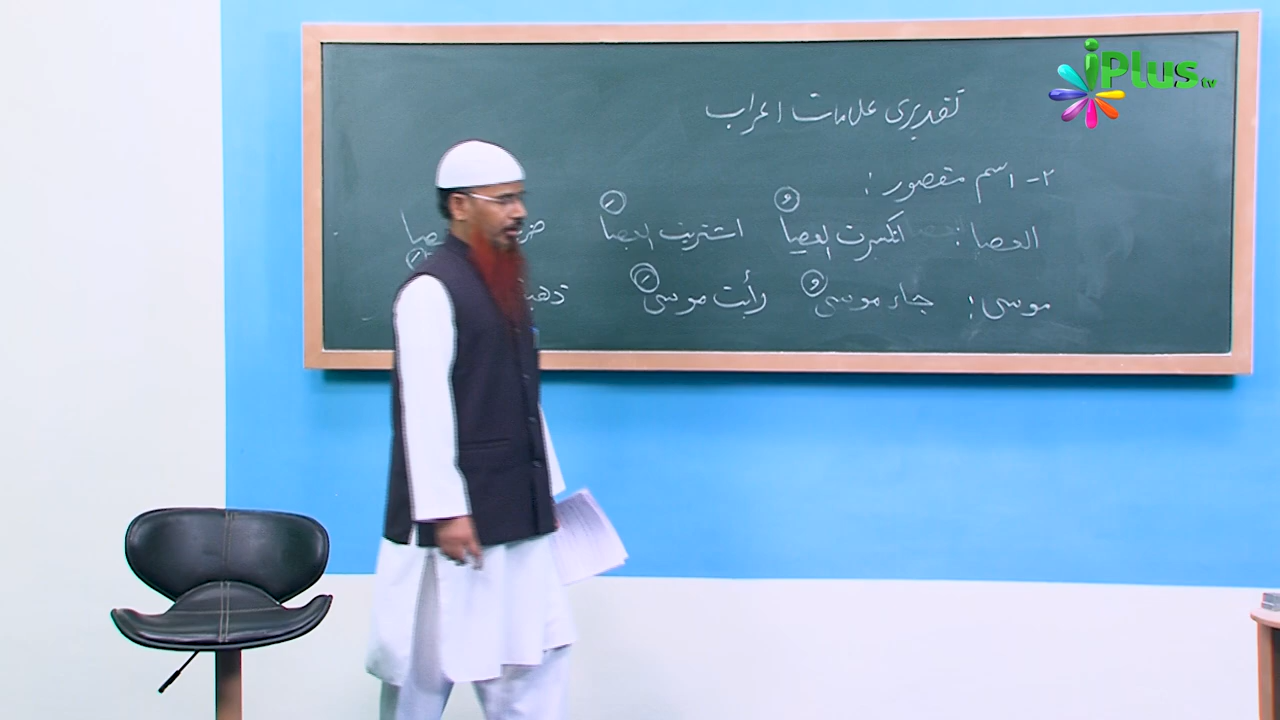 iPlus tv
تقدیری علامات اعراب
۲- اسم مقصور :
العصا : انکسرت العصا اشتریت العصا
موسی : جاء موسی رأیت موسی